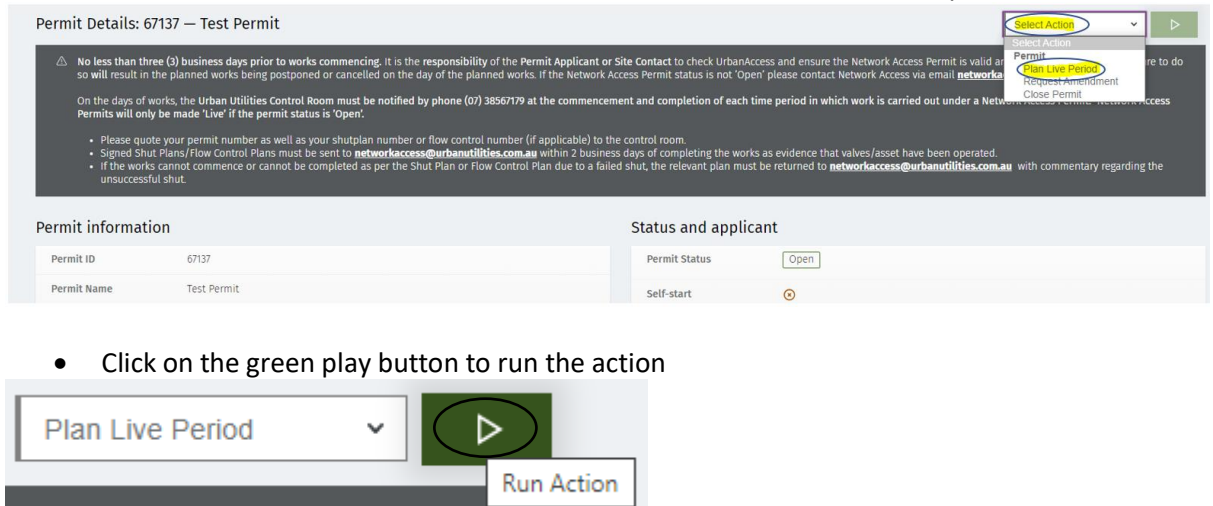 Permit Details: 67137 — Test Permit
Select Action
Select Action
Permit
Plan Live Period
Request Amendment
Close Permit
No less than three (3) business days prior to works commencing. It is the responsibility of the Permit Applicant or Site Contact to check UrbanAccess and ensure the Network Access Permit is valid re to do
so will result in the planned works being postponed or cancelled on the day of the planned works. If the Network Access Permit status is not 'Open' please contact Network Access via email networka
On the days of works, the Urban Utilities Control Room must be notified by phone (07) 38567179 at the commencement and completion of each time period in which work is carried out under a Network Access Permit. Network Access
Permits will only be made 'Live' if the permit status is 'Open'.
• Please quote your permit number as well as your shutplan number or flow control number (if applicable) to the control room.
• Signed Shut Plans/Flow Control Plans must be sent to networkaccess@urbanutilities.com.au within 2 business days of completing the works as evidence that valves/asset have been operated.
• If the works cannot commence or cannot be completed as per the Shut Plan or Flow Control Plan due to a failed shut, the relevant plan must be returned to networkaccess@urbanutilities.com.au with commentary regarding the
unsuccessful shut.
Permit information
Permit ID 67137
Permit Name Test Permit
Status and applicant
Permit Status Open
Self-start
• Click on the green play button to run the action
Plan Live Period
Run Action